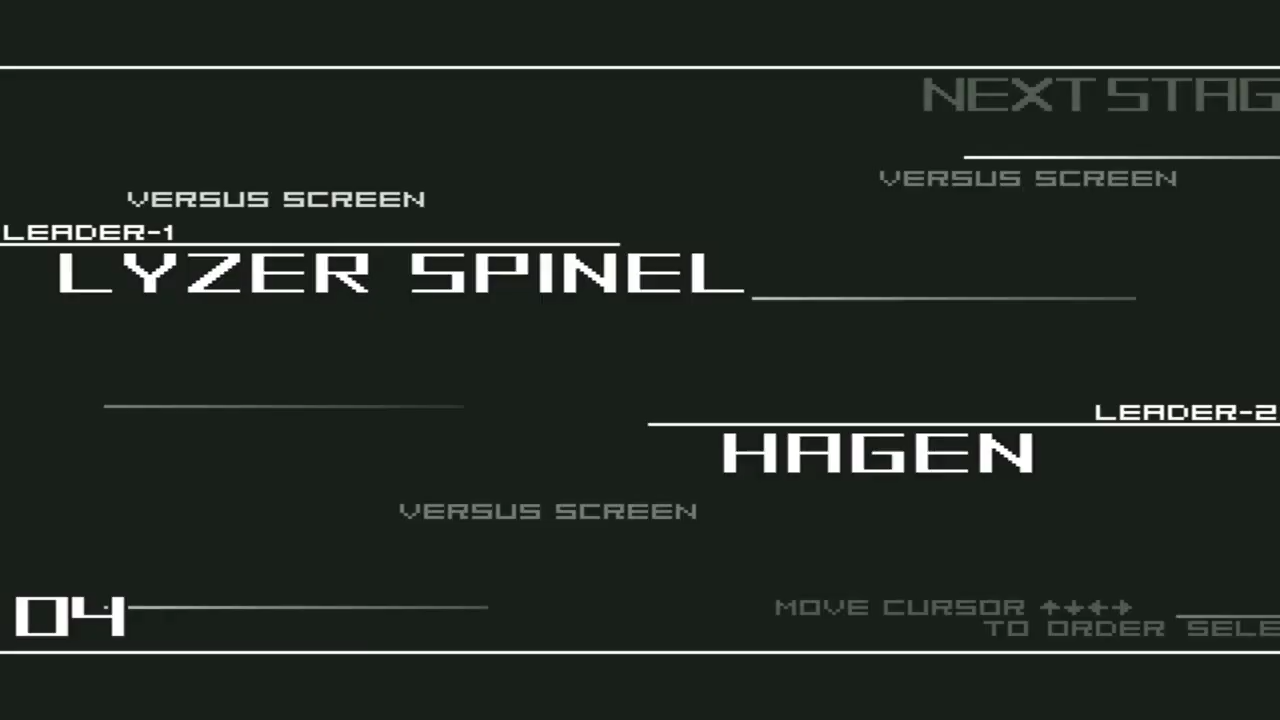 NEXT STAG
VERSUS SCREEN
VERSUS SCREEN
LEADER-1
LYZER SPINEL
LEADER-2
HAGEN
VERSUS SCREEN
04
MOVE CURSOR ↑↓←→
TO ORDER SELE